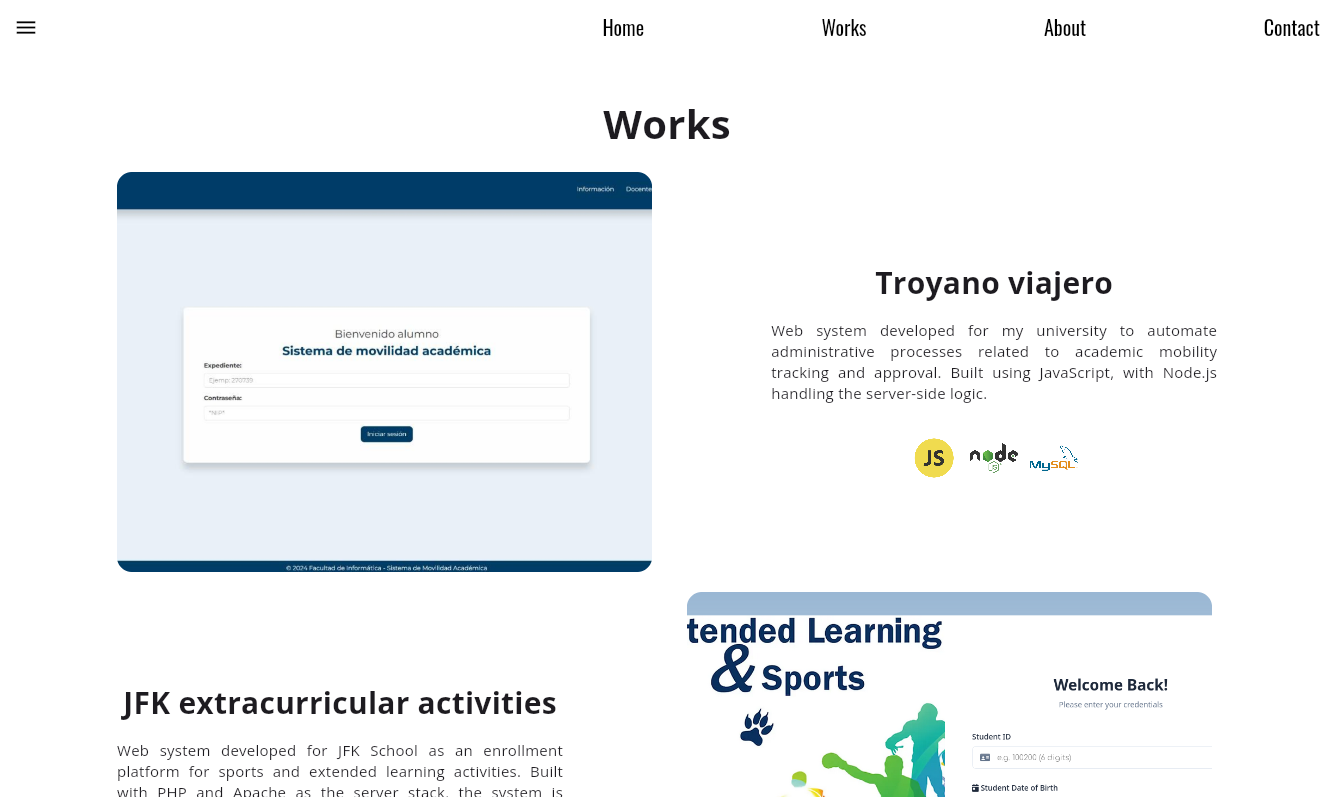 Home
Works
About
Contact
Works
Información
Docente
Bienvenido alumno
Sistema de movilidad académica
Expediente:
Ejemp: 270739
Contraseña:
Iniciar sesión
© 2024 Facultad de Informática - Sistema de Movilidad Académica
Troyano viajero
Web system developed for my university to automate
administrative processes related to academic mobility
tracking and approval. Built using JavaScript, with Node.js
handling the server-side logic.
JS
node
JS
MySQL
tended Learning
& Sports
Welcome Back!
Please enter your credentials
Student ID
e.g. 100200 (6 digits)
Student Date of Birth
JFK extracurricular activities
Web system developed for JFK School as an enrollment
platform for sports and extended learning activities. Built
with PHP and Apache as the server stack, the system is